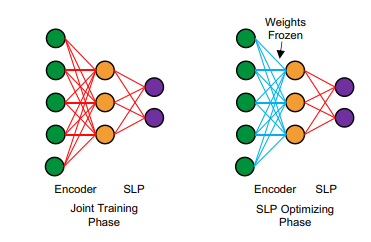 Weights
Frozen
Encoder SLP
Joint Training
Phase
Encoder SLP
SLP Optimizing
Phase